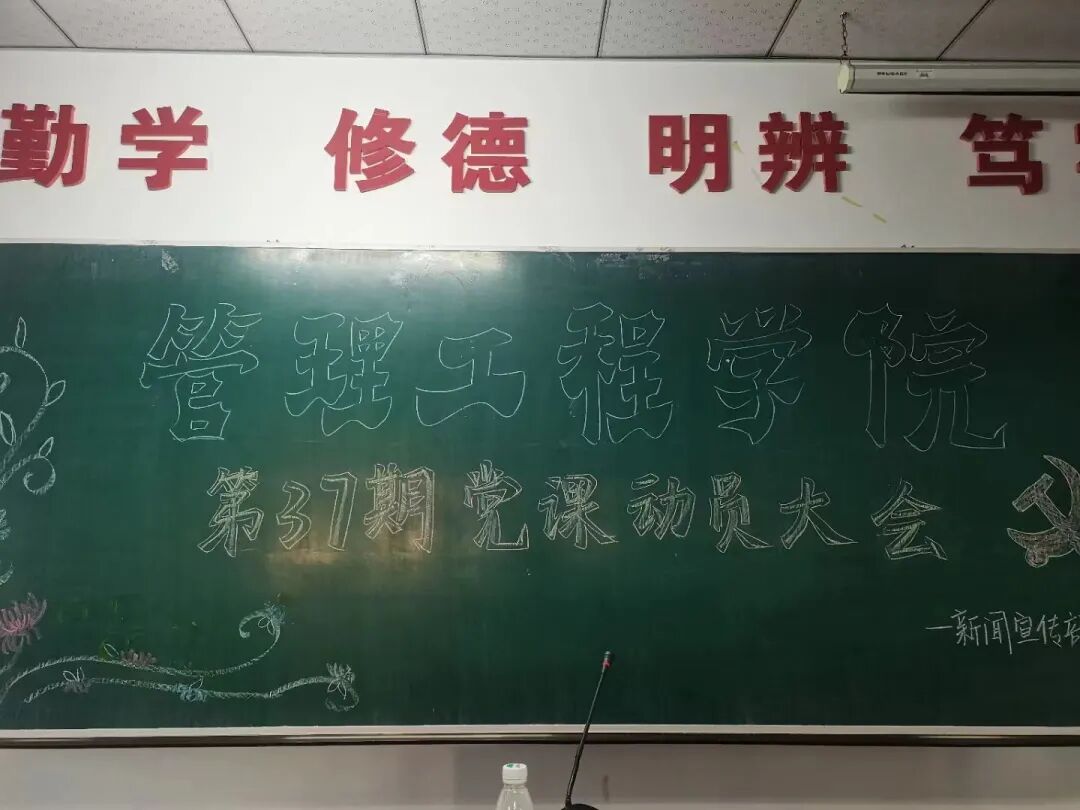 勤学 修德 明辨 笃
管理工程学院
第37期党课动员大会
—新闻宣传部